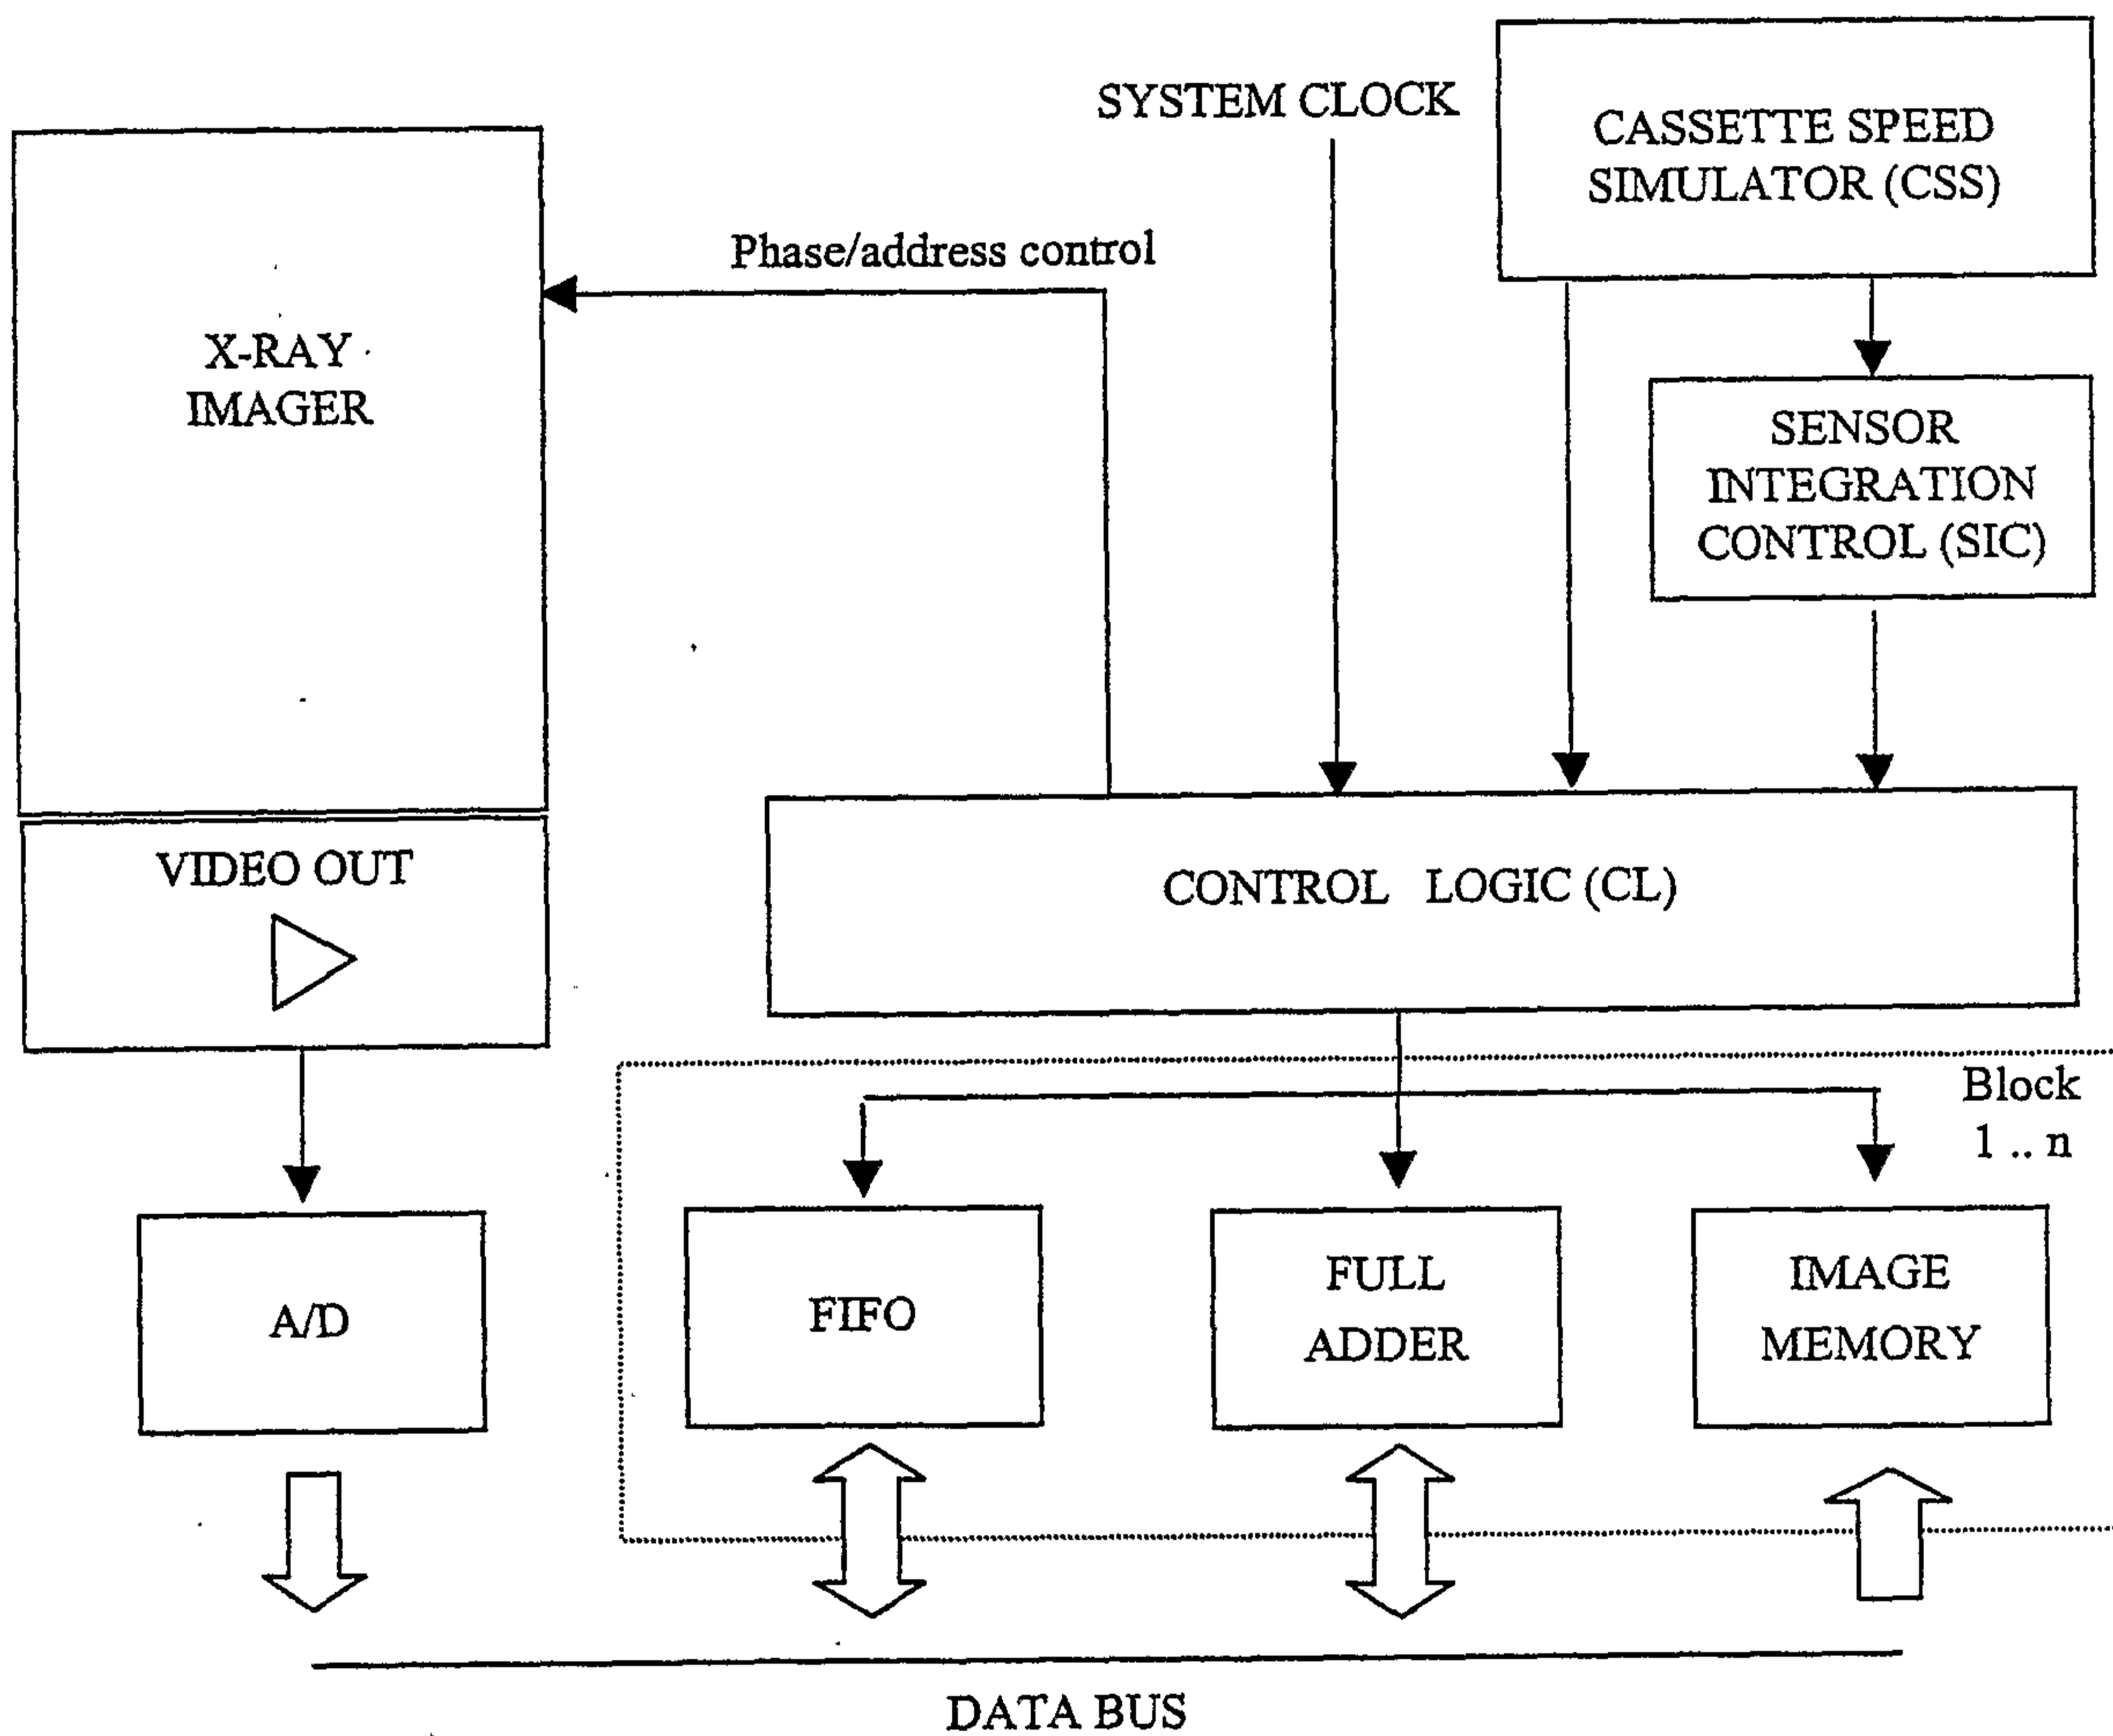 SYSTEM CLOCK
CASSETTE SPEED
SIMULATOR (CSS)
Phase/address control
X-RAY
IMAGER
SENSOR
INTEGRATION
CONTROL (SIC)
VIDEO OUT
CONTROL LOGIC (CL)
Block
1 .. n
A/D
FIFO
FULL
ADDER
IMAGE
MEMORY
DATA BUS